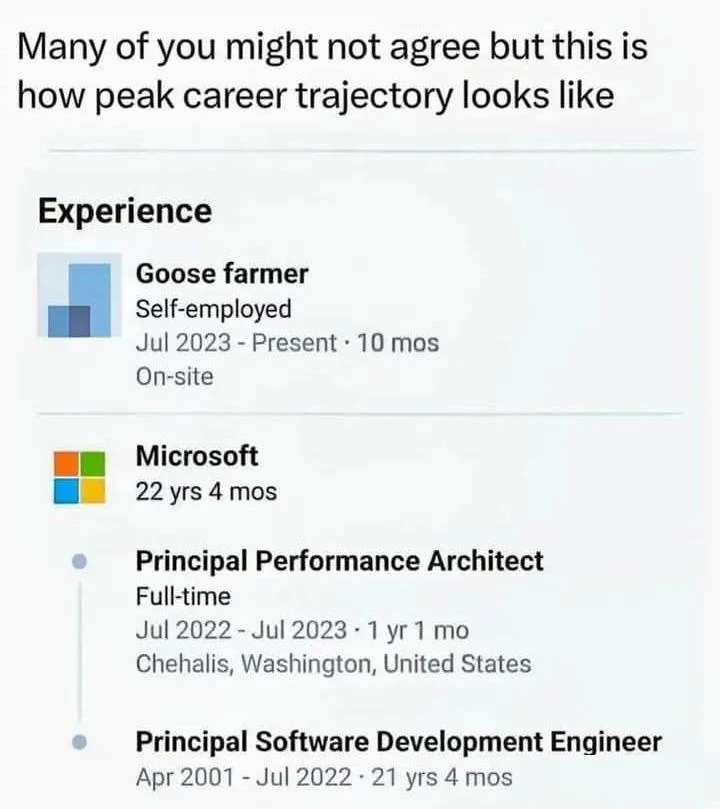 Many of you might not agree but this is
how peak career trajectory looks like
Experience
Goose farmer
Self-employed
Jul 2023 - Present · 10 mos
On-site
Microsoft
22 yrs 4 mos
Principal Performance Architect
Full-time
Jul 2022 - Jul 2023 · 1 yr 1 mo
Chehalis, Washington, United States
Principal Software Development Engineer
Apr 2001 - Jul 2022 · 21 yrs 4 mos